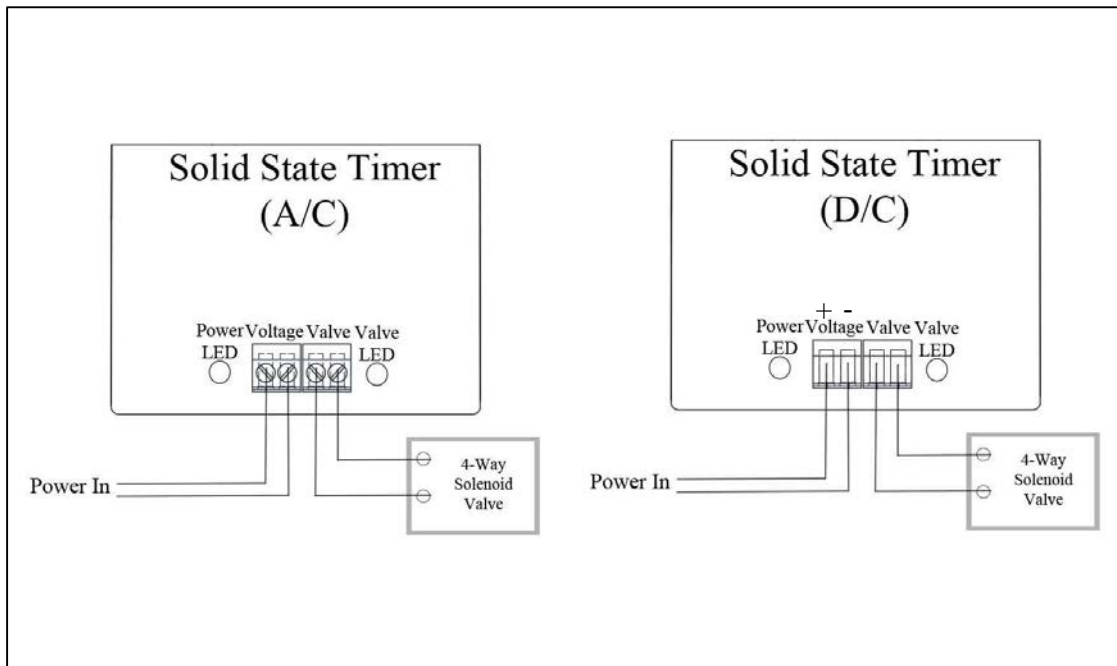 Solid State Timer
(A/C)
Power Voltage Valve Valve
LED LED
Power In
4-Way
Solenoid
Valve
Solid State Timer
(D/C)
+ -
Power Voltage Valve Valve
LED LED
Power In
4-Way
Solenoid
Valve